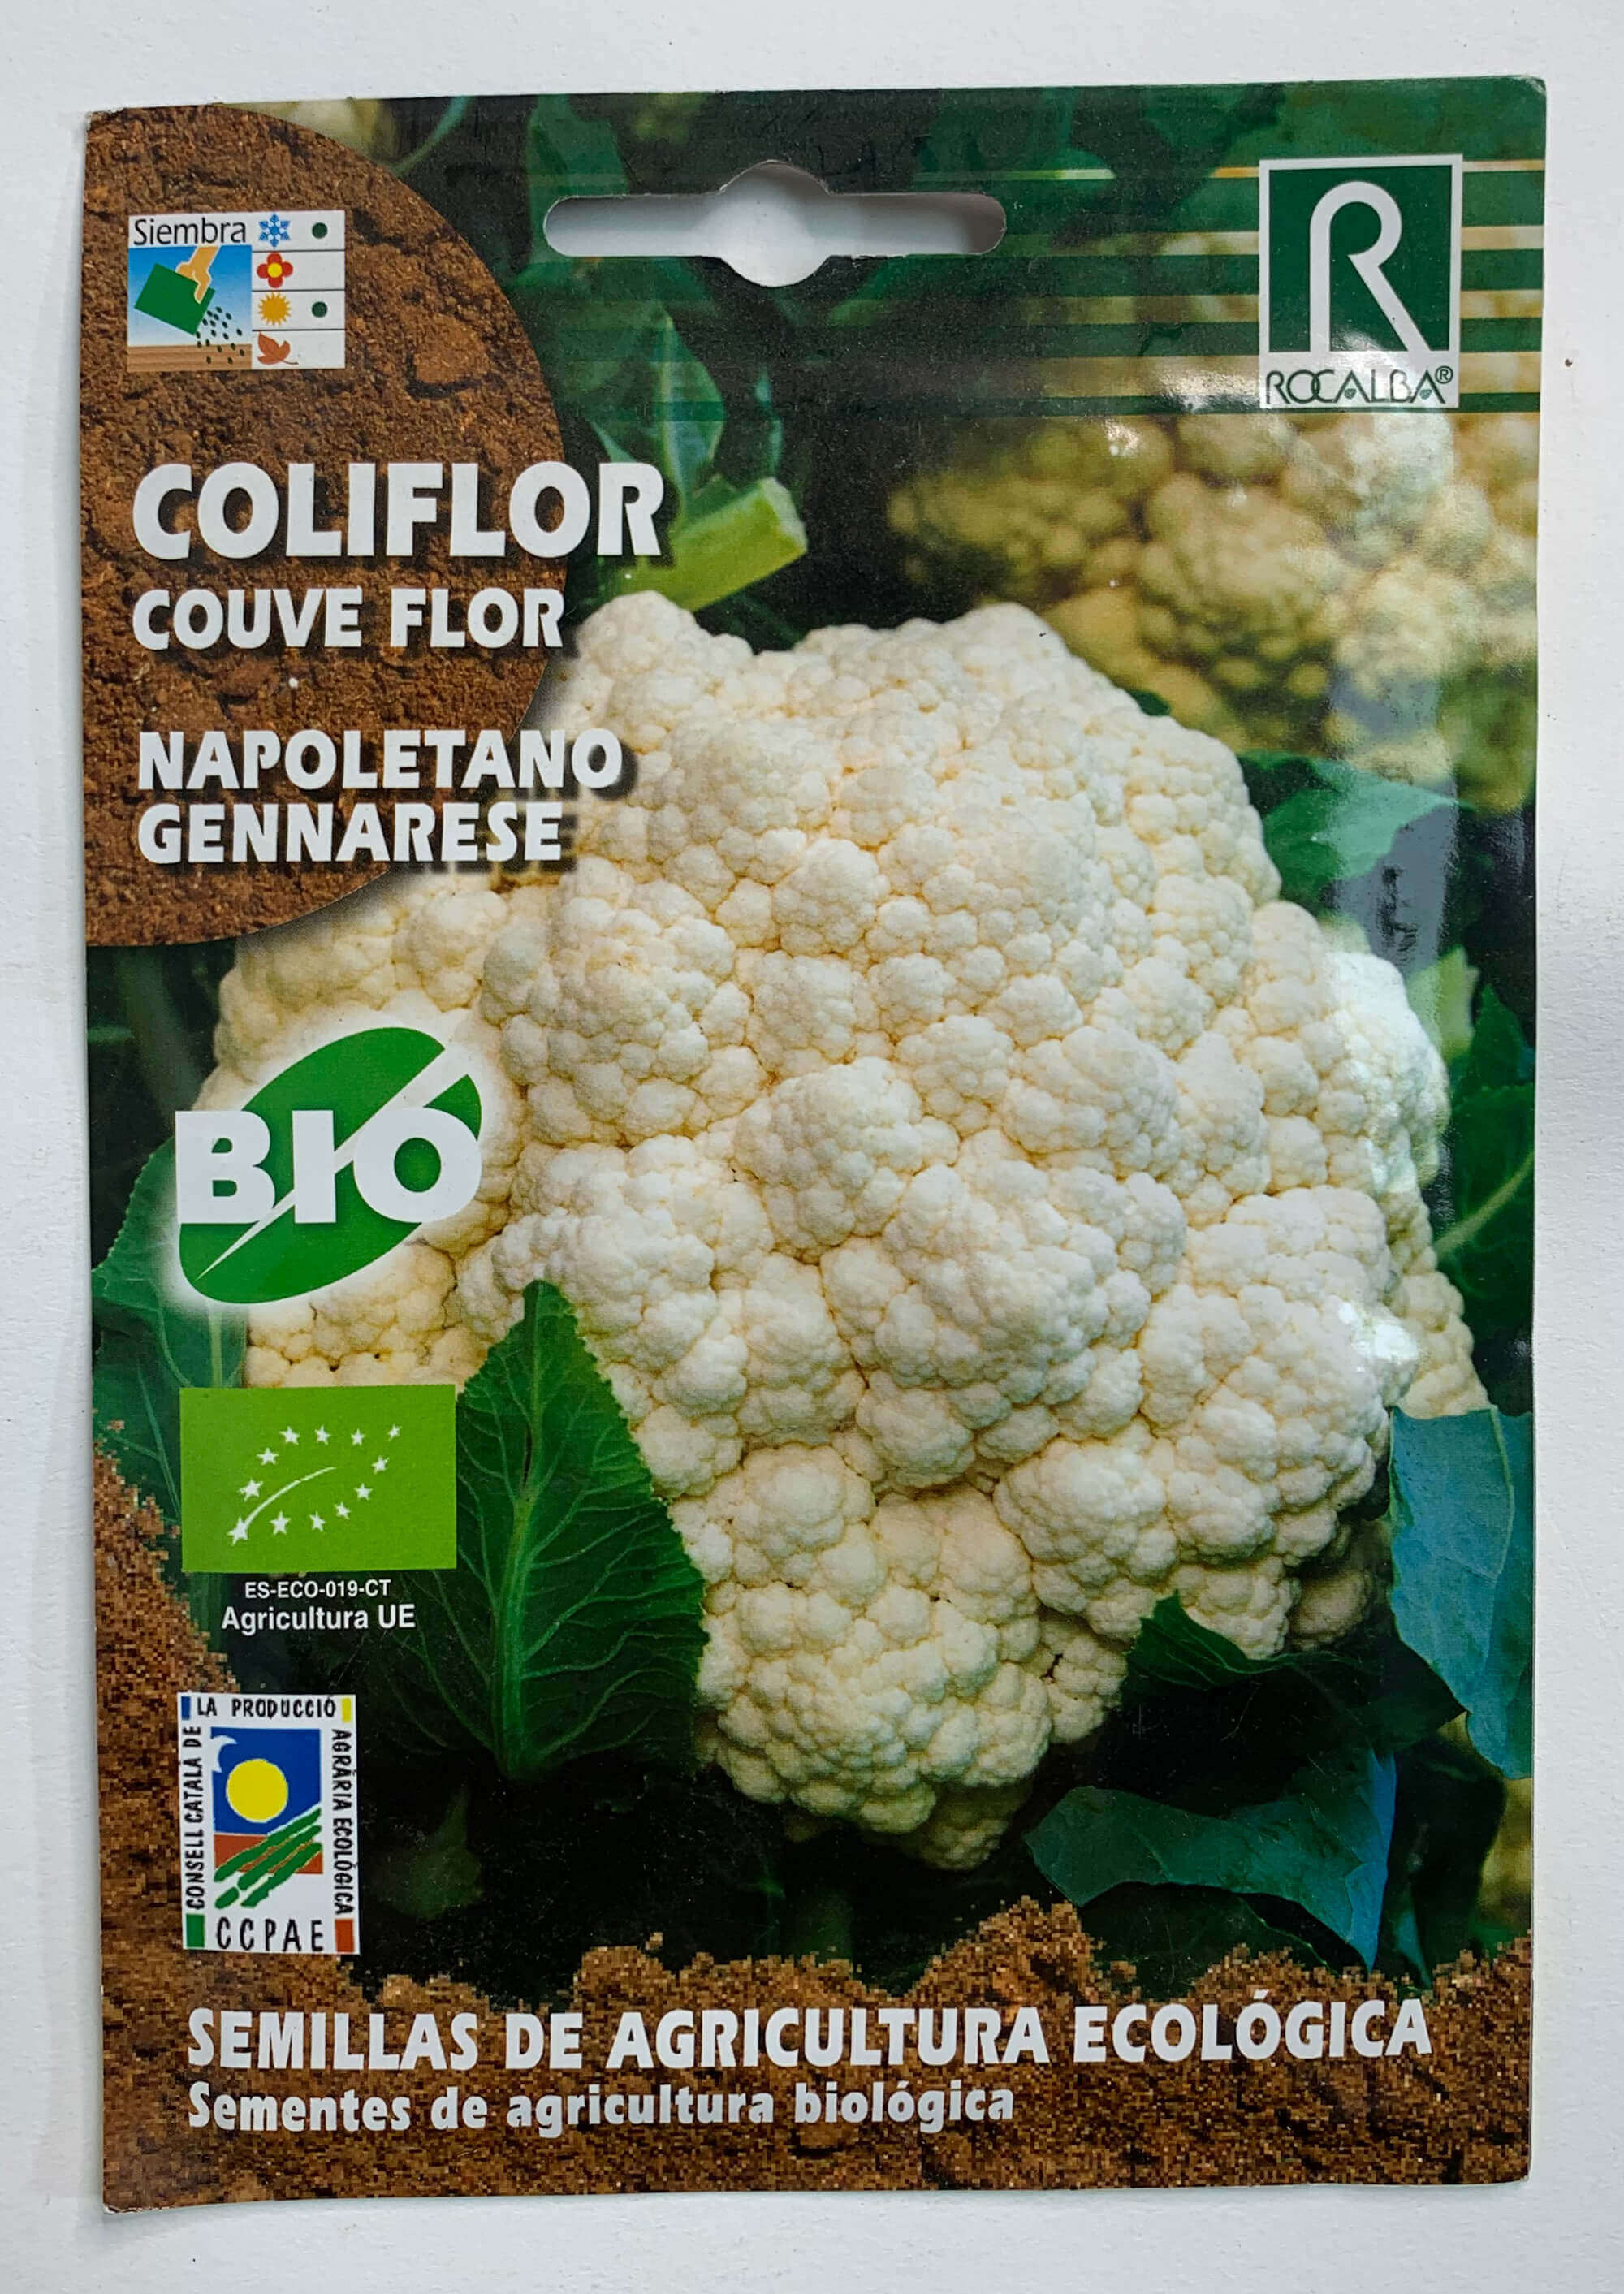 Siembra
R
ROCALBA®
COLIFLOR
COUVE FLOR
NAPOLETANO
GENNARESE
BIO
ES-ECO-019-CT
Agricultura UE
CONSELL CATALÀ DE
LA PRODUCCIÓ
AGRÀRIA ECOLÒGICA
CCPAE
SEMILLAS DE AGRICULTURA ECOLÓGICA
Sementes de agricultura biológica